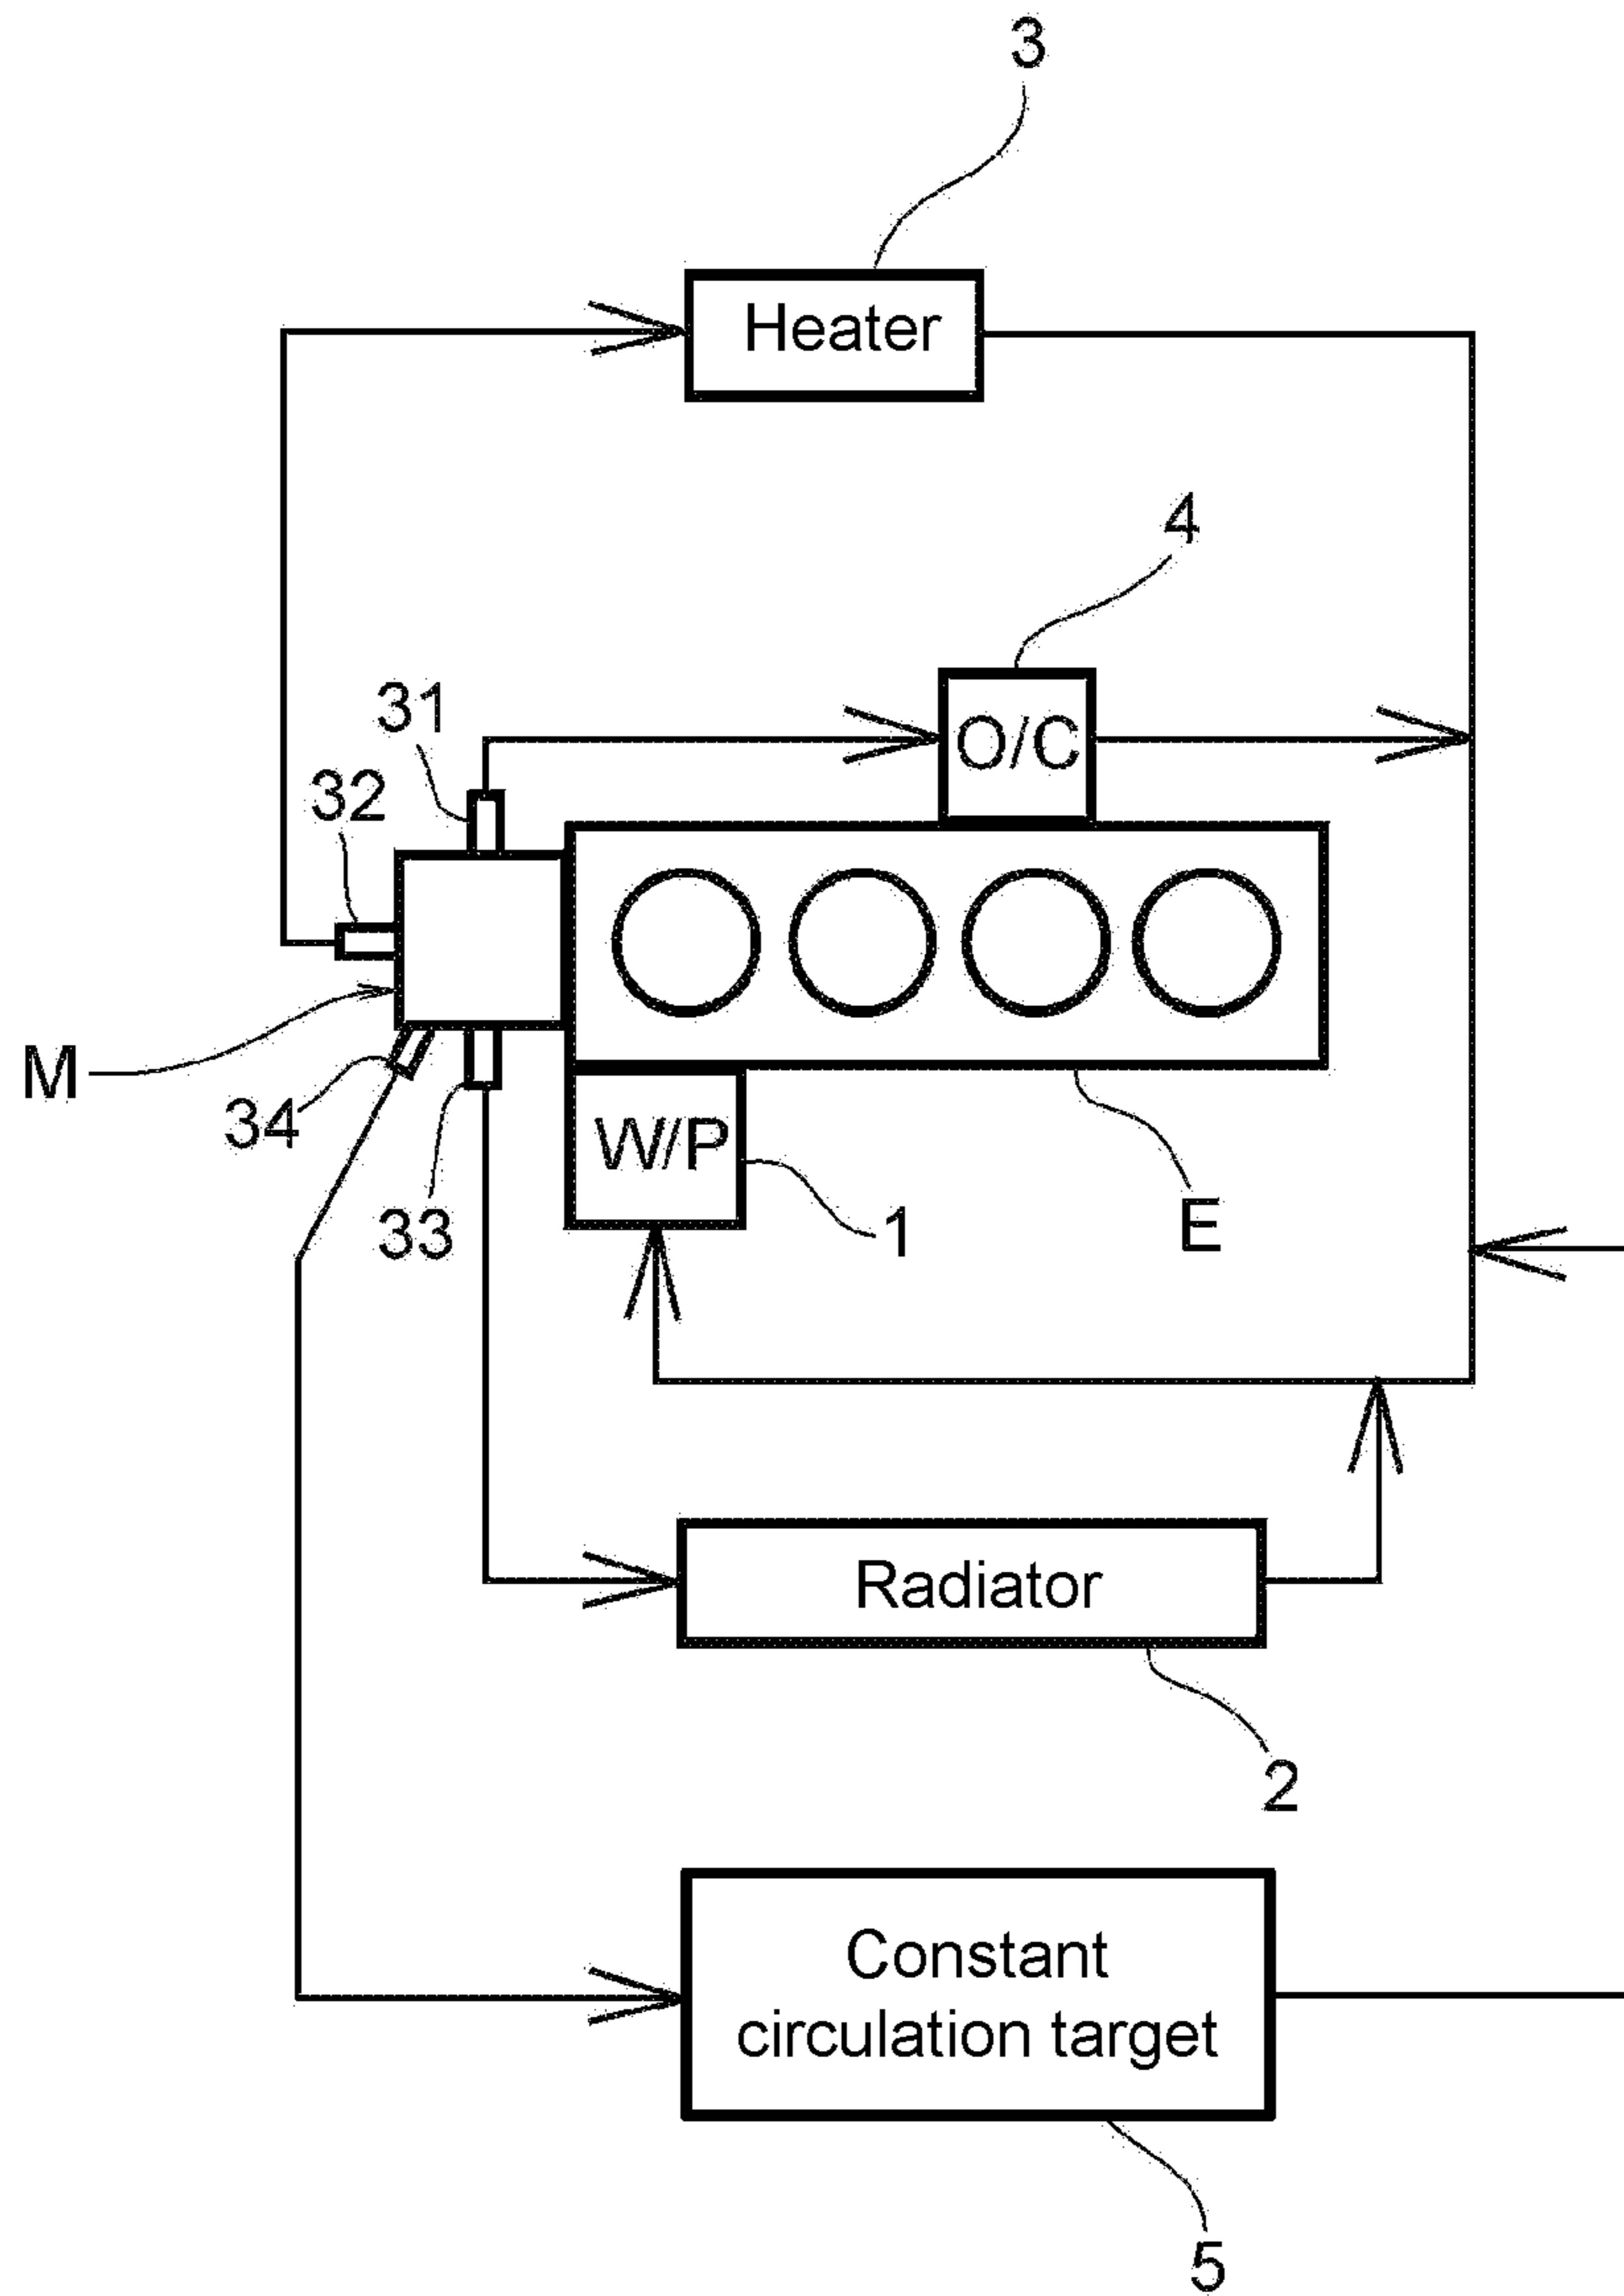 3
Heater
4
31
O/C
32
M
34
W/P
33
1
E
Radiator
2
Constant
circulation target
5